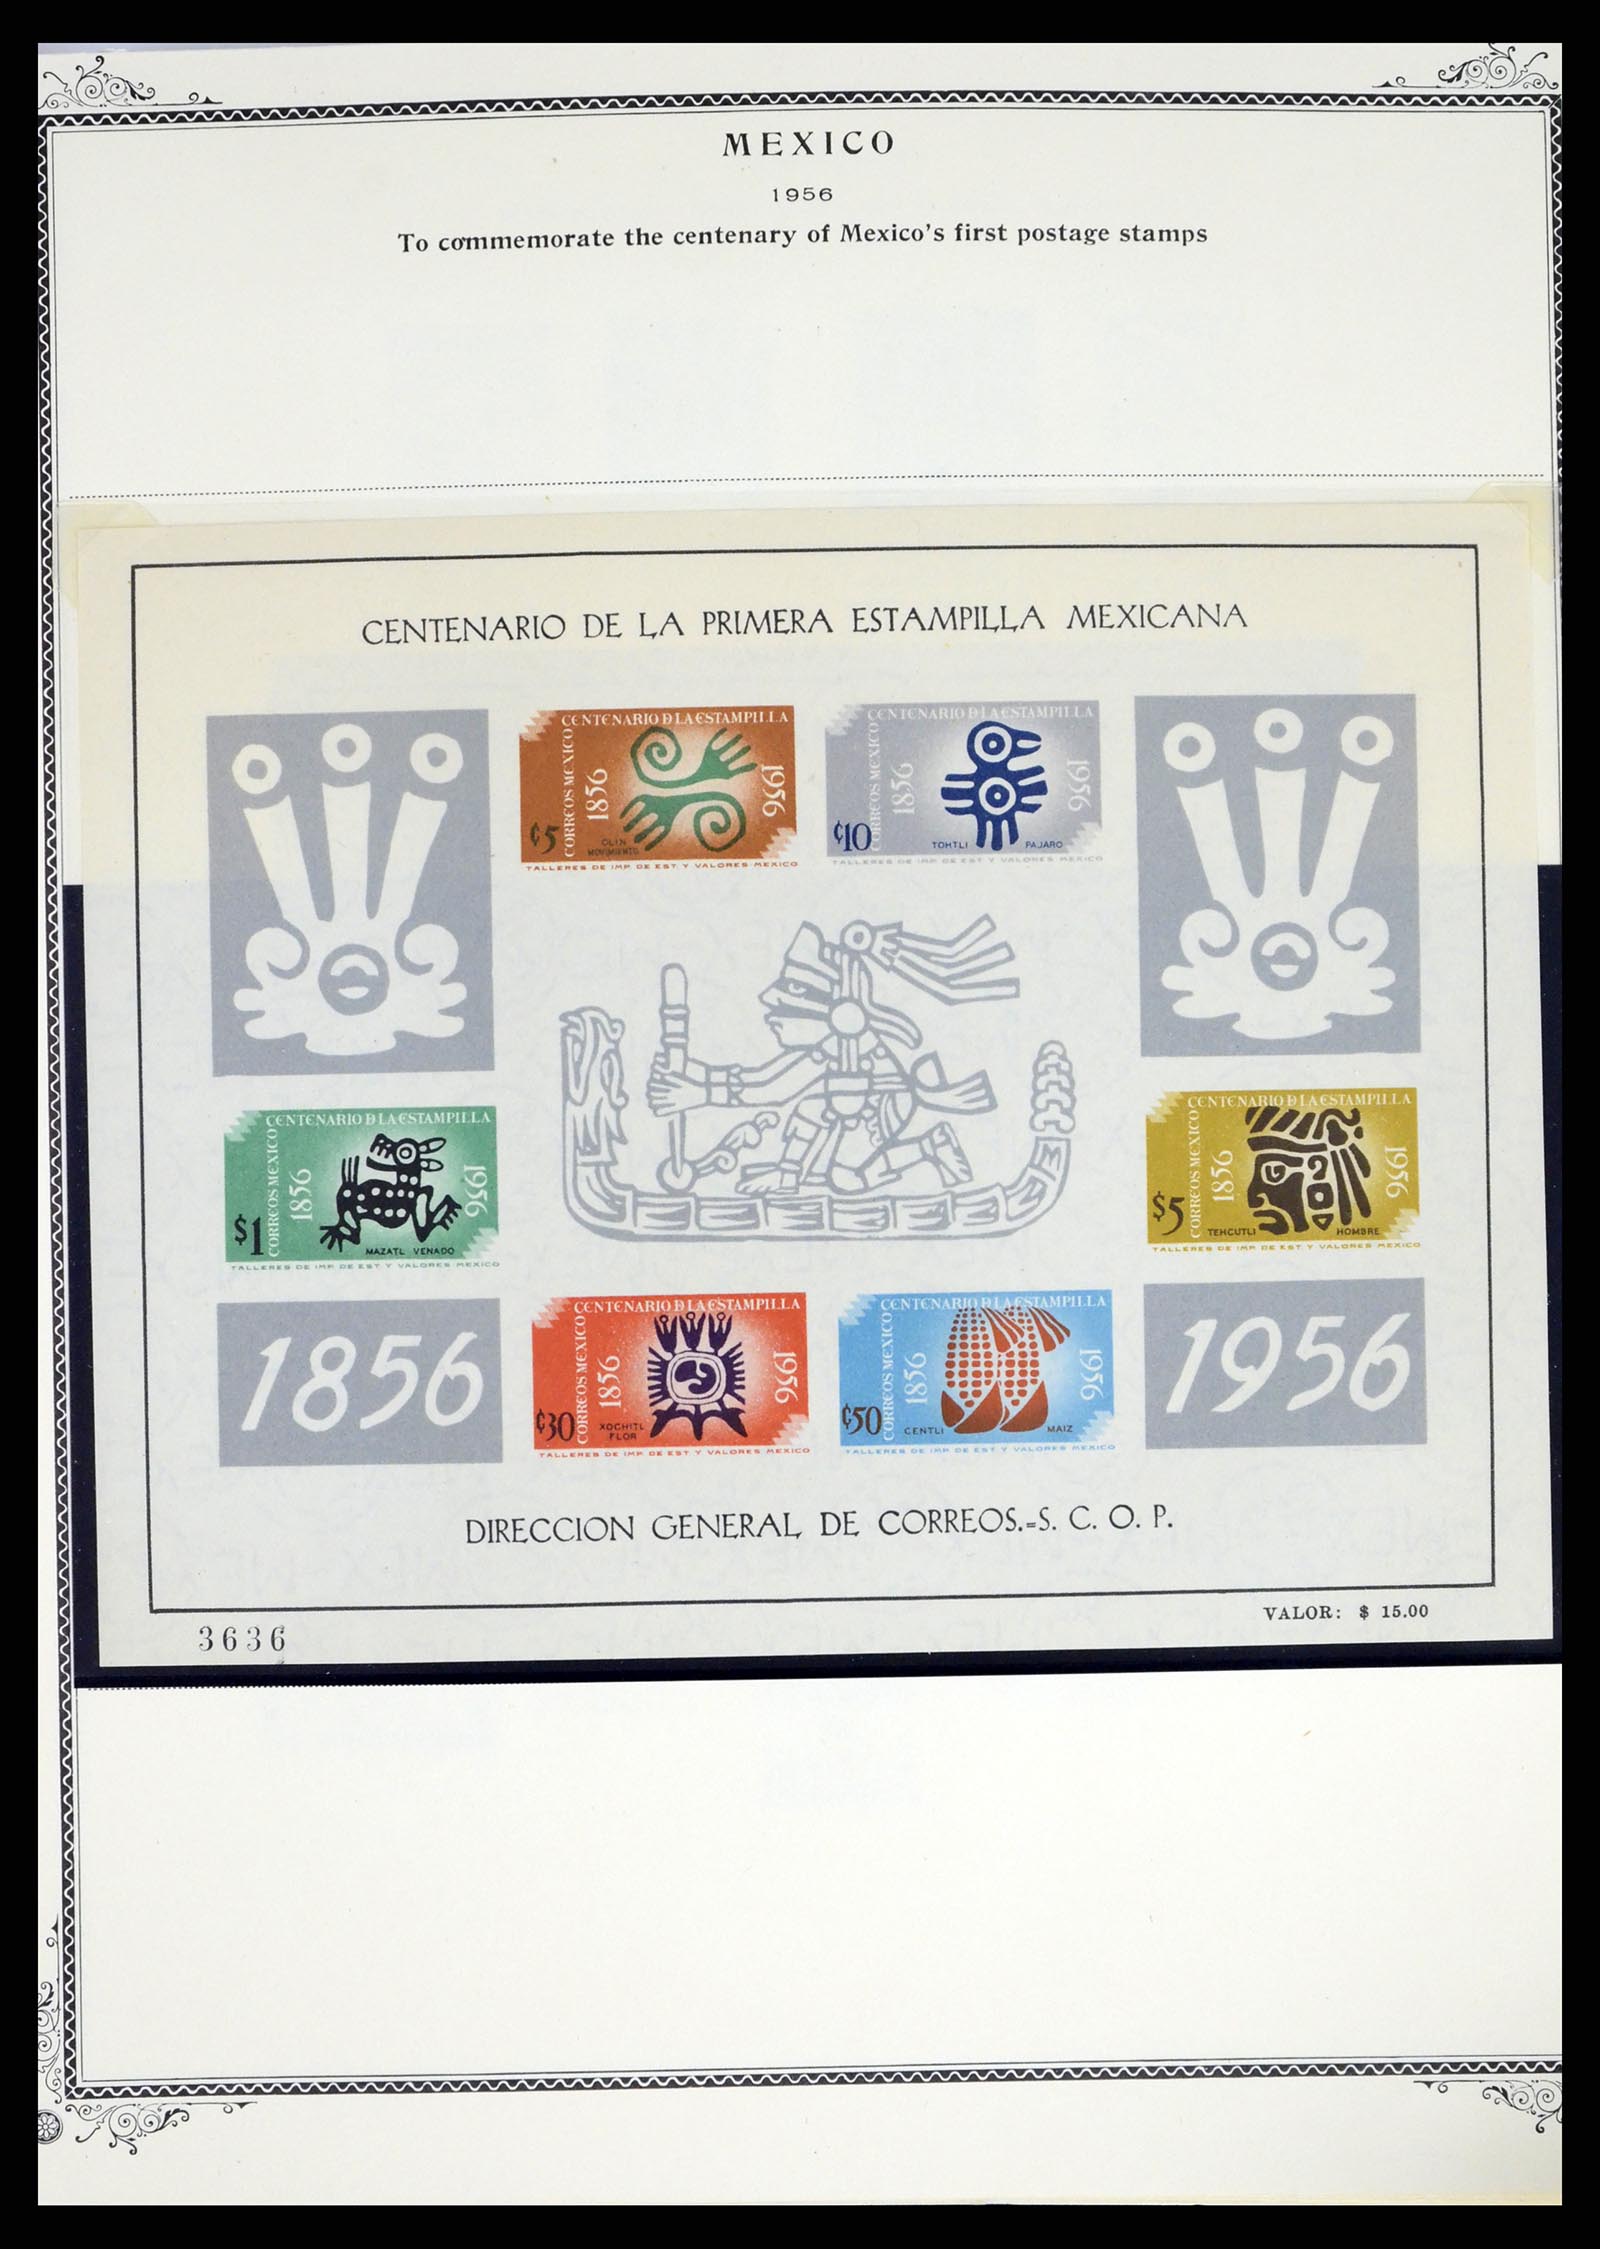 MEXICO
1956
To commemorate the centenary of Mexico's first postage stamps
CENTENARIO DE LA PRIMERA ESTAMPILLA MEXICANA
CENTENARIO D LA ESTAMPILLA
CORREOS MEXICO
1856
1956
¢5
OLIN
MOVIMIENTO
TALLERES DE IMP. DE EST. Y VALORES MEXICO
CENTENARIO D LA ESTAMPILLA
CORREOS MEXICO
1856
1956
¢10
TOHTLI PAJARO
TALLERES DE IMP. DE EST. Y VALORES MEXICO
CENTENARIO D LA ESTAMPILLA
CORREOS MEXICO
1856
1956
$1
MAZATL VENADO
TALLERES DE IMP. DE EST. Y VALORES MEXICO
CENTENARIO D LA ESTAMPILLA
CORREOS MEXICO
1856
1956
$5
TEHCUTLI HOMBRE
TALLERES DE IMP. DE EST. Y VALORES MEXICO
1856
CENTENARIO D LA ESTAMPILLA
CORREOS MEXICO
1856
1956
¢30
XOCHITL
FLOR
TALLERES DE IMP. DE EST. Y VALORES MEXICO
CENTENARIO D LA ESTAMPILLA
CORREOS MEXICO
1856
1956
¢50
CENTLI MAIZ
TALLERES DE IMP. DE EST. Y VALORES MEXICO
1956
DIRECCION GENERAL DE CORREOS.=S. C. O. P.
VALOR: $ 15.00
3636